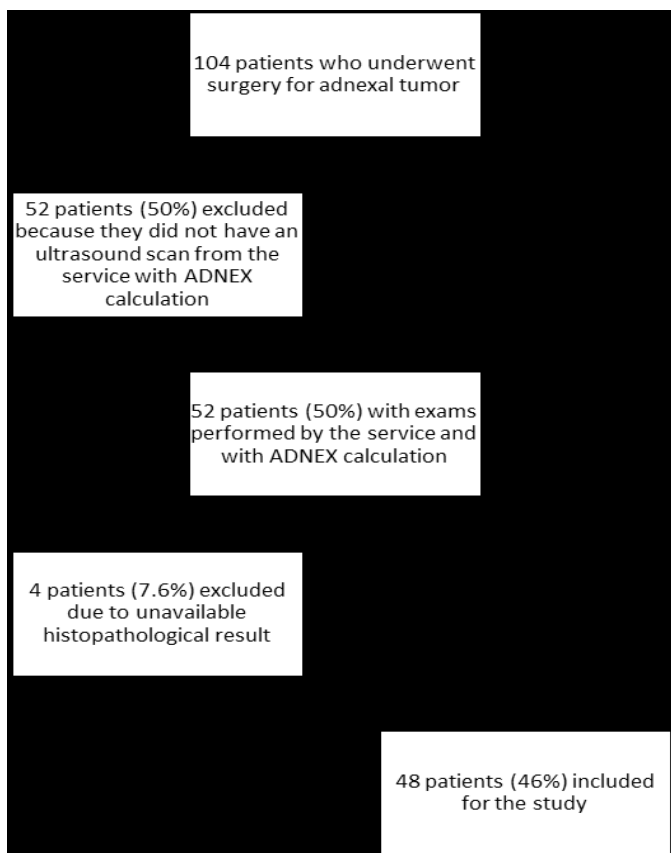 104 patients who underwent
surgery for adnexal tumor
52 patients (50%) excluded
because they did not have an
ultrasound scan from the
service with ADNEX
calculation
52 patients (50%) with exams
performed by the service and
with ADNEX calculation
4 patients (7.6%) excluded
due to unavailable
histopathological result
48 patients (46%) included
for the study